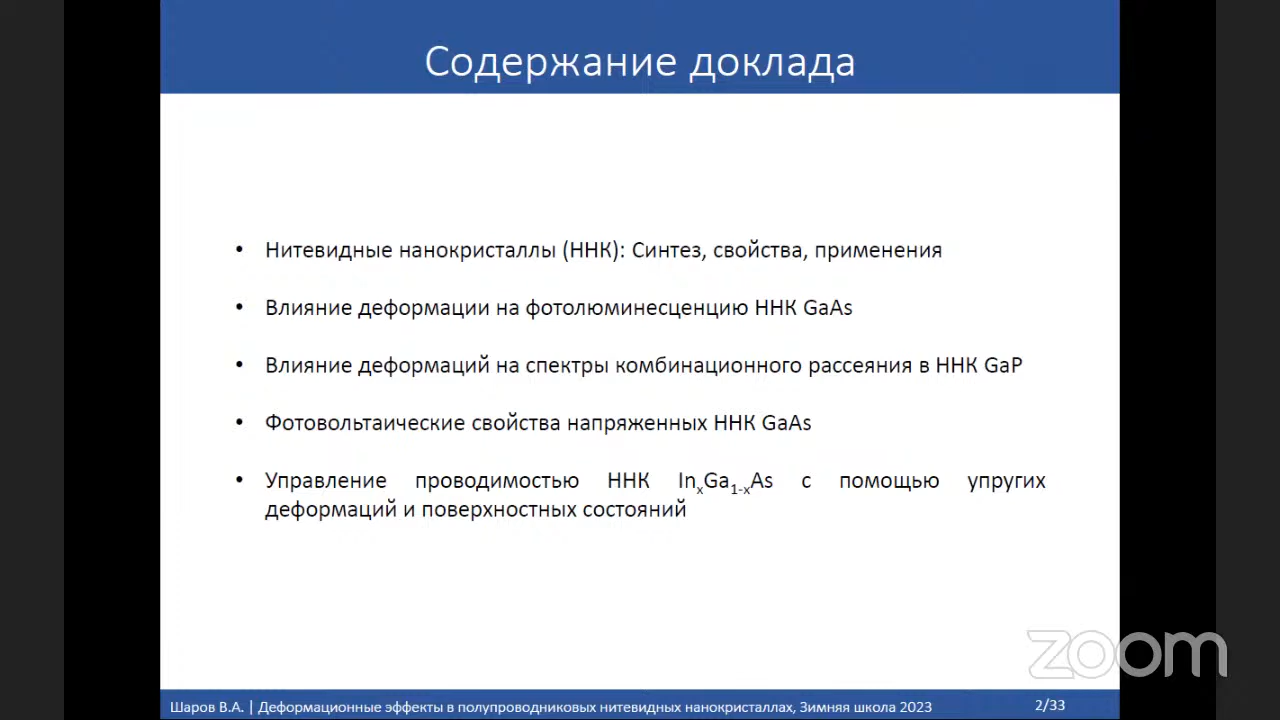 Содержание доклада
• Нитевидные нанокристаллы (ННК): Синтез, свойства, применения
• Влияние деформации на фотолюминесценцию ННК GaAs
• Влияние деформаций на спектры комбинационного рассеяния в ННК GaP
• Фотовольтаические свойства напряженных ННК GaAs
• Управление проводимостью ННК InₓGa₁₋ₓAs с помощью упругих
деформаций и поверхностных состояний
zoom
Шаров В.А. | Деформационные эффекты в полупроводниковых нитевидных нанокристаллах, Зимняя школа 2023 2/33